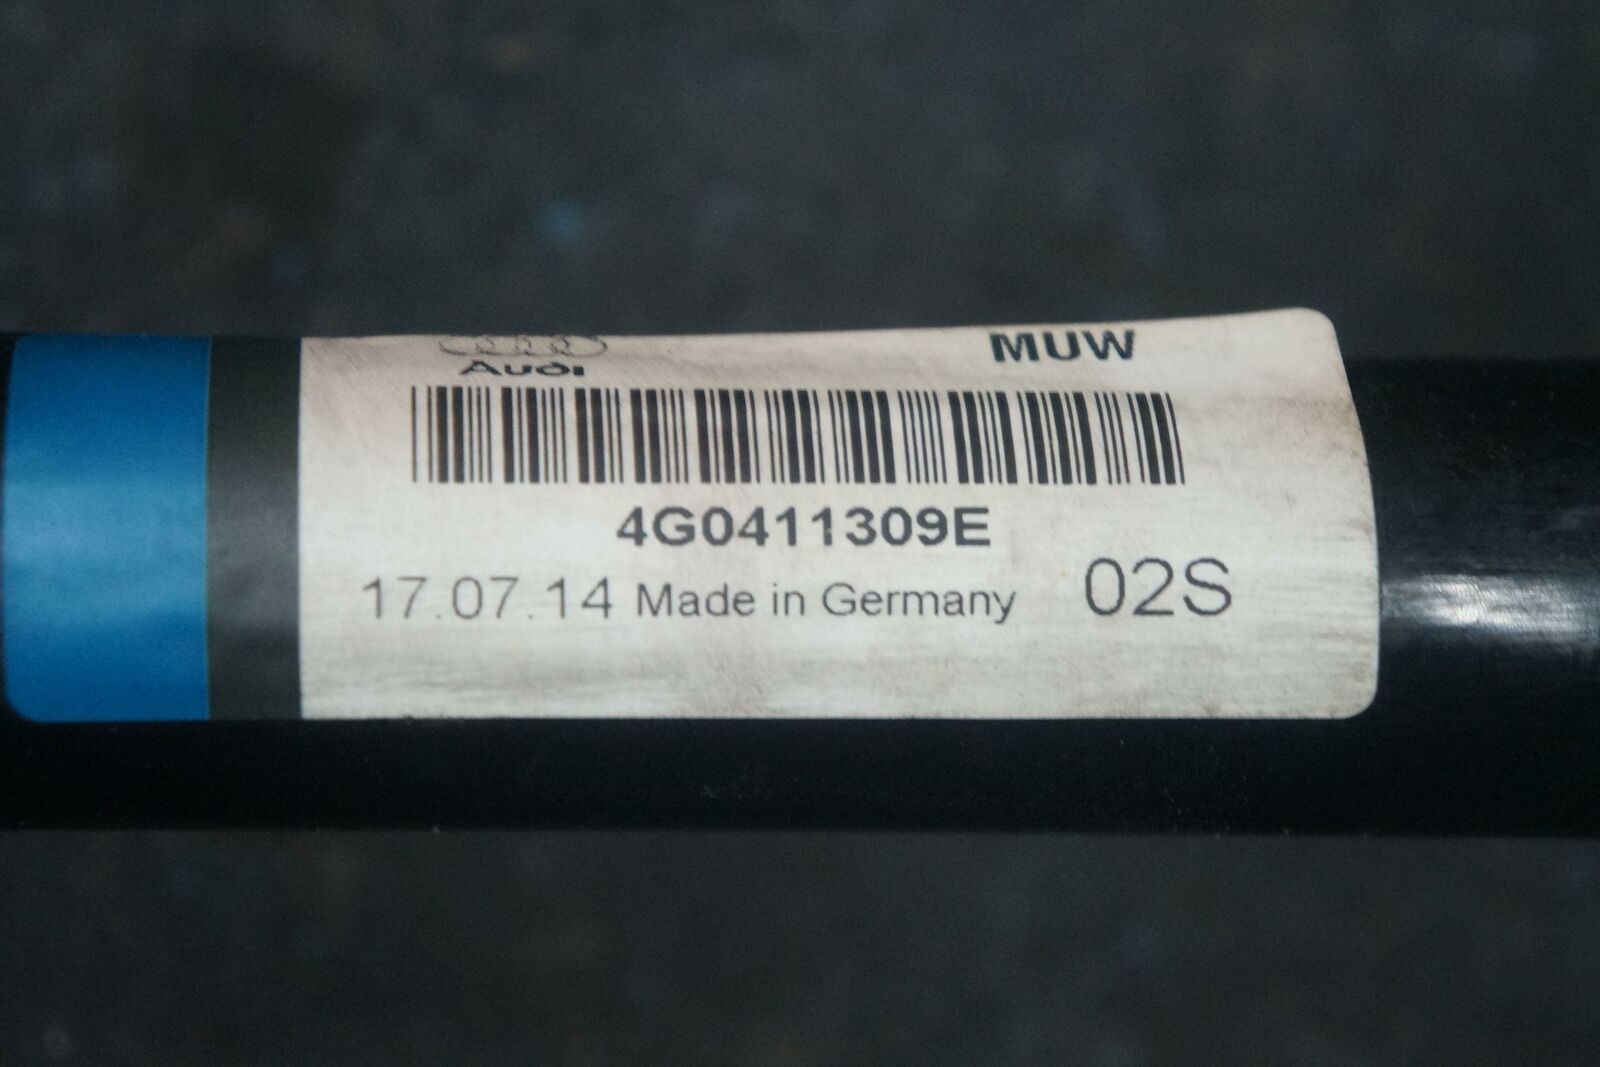 MUW
Audi
4G0411309E
17.07.14 Made in Germany 02S